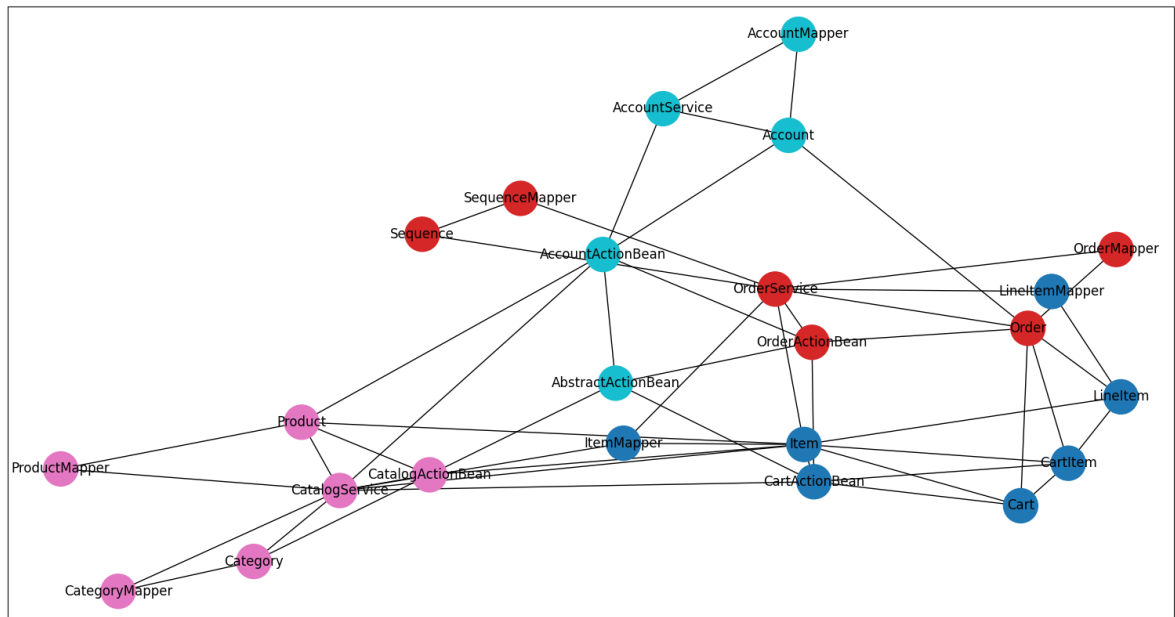 AccountMapper
AccountService
Account
SequenceMapper
Sequence
AccountActionBean
OrderMapper
OrderService
LineItemMapper
Order
OrderActionBean
AbstractActionBean
LineItem
Product
ItemMapper
Item
ProductMapper
CatalogActionBean
CartItem
CatalogService
CartActionBean
Cart
Category
CategoryMapper